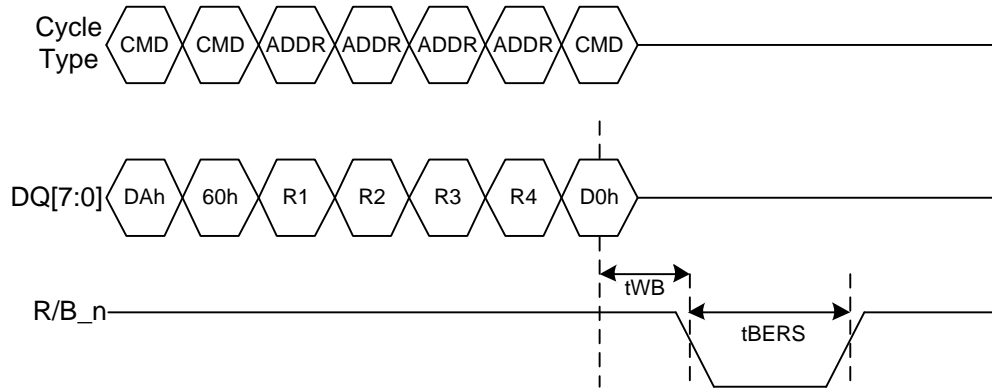 Cycle Type
CMD CMD ADDR ADDR ADDR ADDR CMD
DQ[7:0] DAh 60h R1 R2 R3 R4 D0h
tWB
R/B_n
tBERS